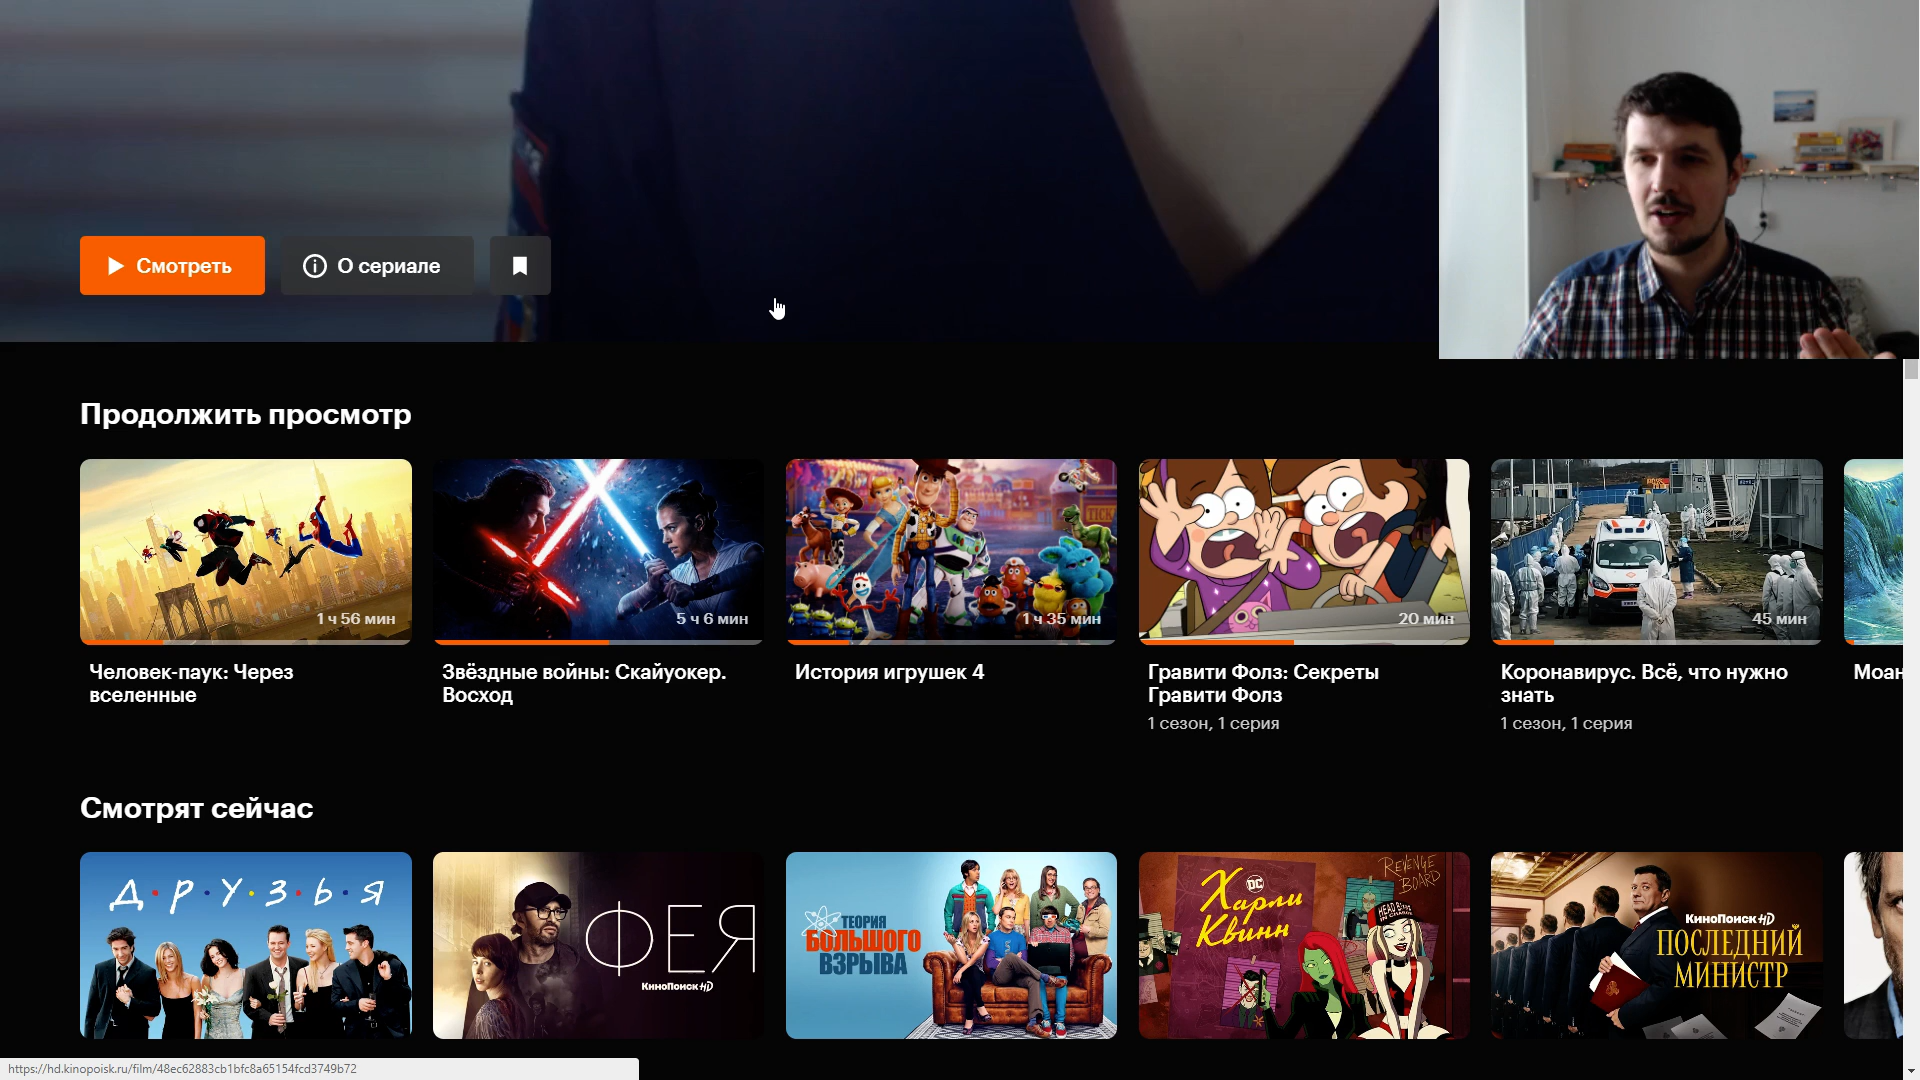 Смотреть
О сериале
Продолжить просмотр
1 ч 56 мин
5 ч 6 мин
1 ч 35 мин
20 мин
45 мин
Человек-паук: Через
вселенные
Звёздные войны: Скайуокер.
Восход
История игрушек 4
Гравити Фолз: Секреты
Гравити Фолз
1 сезон, 1 серия
Коронавирус. Всё, что нужно
знать
1 сезон, 1 серия
Моан
Смотрят сейчас
Д·Р·У·З·Ь·Я
ФЕЯ
КиноПоиск HD
ТЕОРИЯ
БОЛЬШОГО
ВЗРЫВА
DC
Харли
Квинн
REVENGE
BOARD
КиноПоиск HD
ПОСЛЕДНИЙ
МИНИСТР
https://hd.kinopoisk.ru/film/48ec62883cb1bfc8a65154fcd3749b72